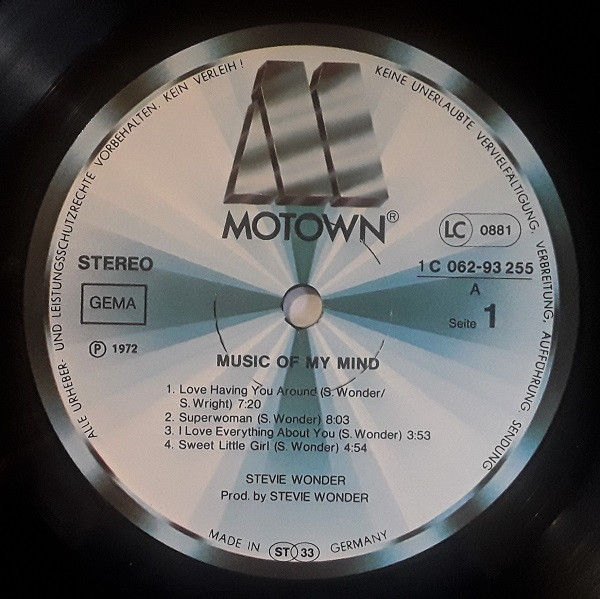 ALLE URHEBER- UND LEISTUNGSSCHUTZRECHTE VORBEHALTEN. KEIN VERLEIH!
KEINE UNERLAUBTE VERVIELFÄLTIGUNG, VERBREITUNG, AUFFÜHRUNG, SENDUNG
MOTOWN®
LC 0881
STEREO
1 C 062-93 255
GEMA
A
Seite 1
Ⓟ 1972
MUSIC OF MY MIND
1. Love Having You Around (S. Wonder/
S. Wright) 7:20
2. Superwoman (S. Wonder) 8:03
3. I Love Everything About You (S. Wonder) 3:53
4. Sweet Little Girl (S. Wonder) 4:54
STEVIE WONDER
Prod. by STEVIE WONDER
MADE IN ST 33 GERMANY